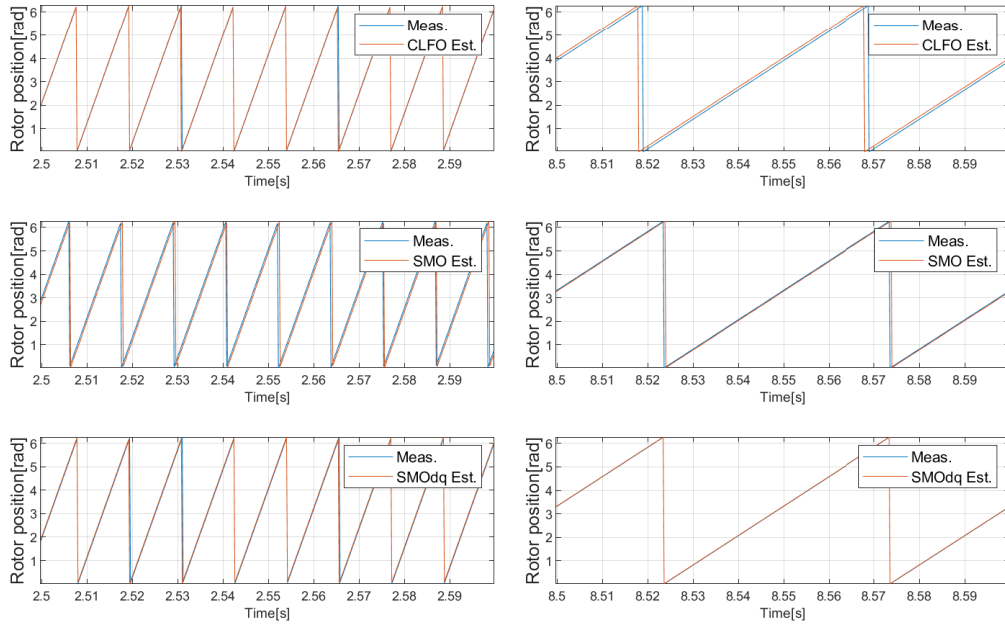 Rotor position[rad]
6
5
4
3
2
1
Meas.
CLFO Est.
2.5 2.51 2.52 2.53 2.54 2.55 2.56 2.57 2.58 2.59
Time[s]
Rotor position[rad]
6
5
4
3
2
1
Meas.
CLFO Est.
8.5 8.51 8.52 8.53 8.54 8.55 8.56 8.57 8.58 8.59
Time[s]
Rotor position[rad]
6
5
4
3
2
1
Meas.
SMO Est.
2.5 2.51 2.52 2.53 2.54 2.55 2.56 2.57 2.58 2.59
Time[s]
Rotor position[rad]
6
5
4
3
2
1
Meas.
SMO Est.
8.5 8.51 8.52 8.53 8.54 8.55 8.56 8.57 8.58 8.59
Time[s]
Rotor position[rad]
6
5
4
3
2
1
Meas.
SMOdq Est.
2.5 2.51 2.52 2.53 2.54 2.55 2.56 2.57 2.58 2.59
Time[s]
Rotor position[rad]
6
5
4
3
2
1
Meas.
SMOdq Est.
8.5 8.51 8.52 8.53 8.54 8.55 8.56 8.57 8.58 8.59
Time[s]